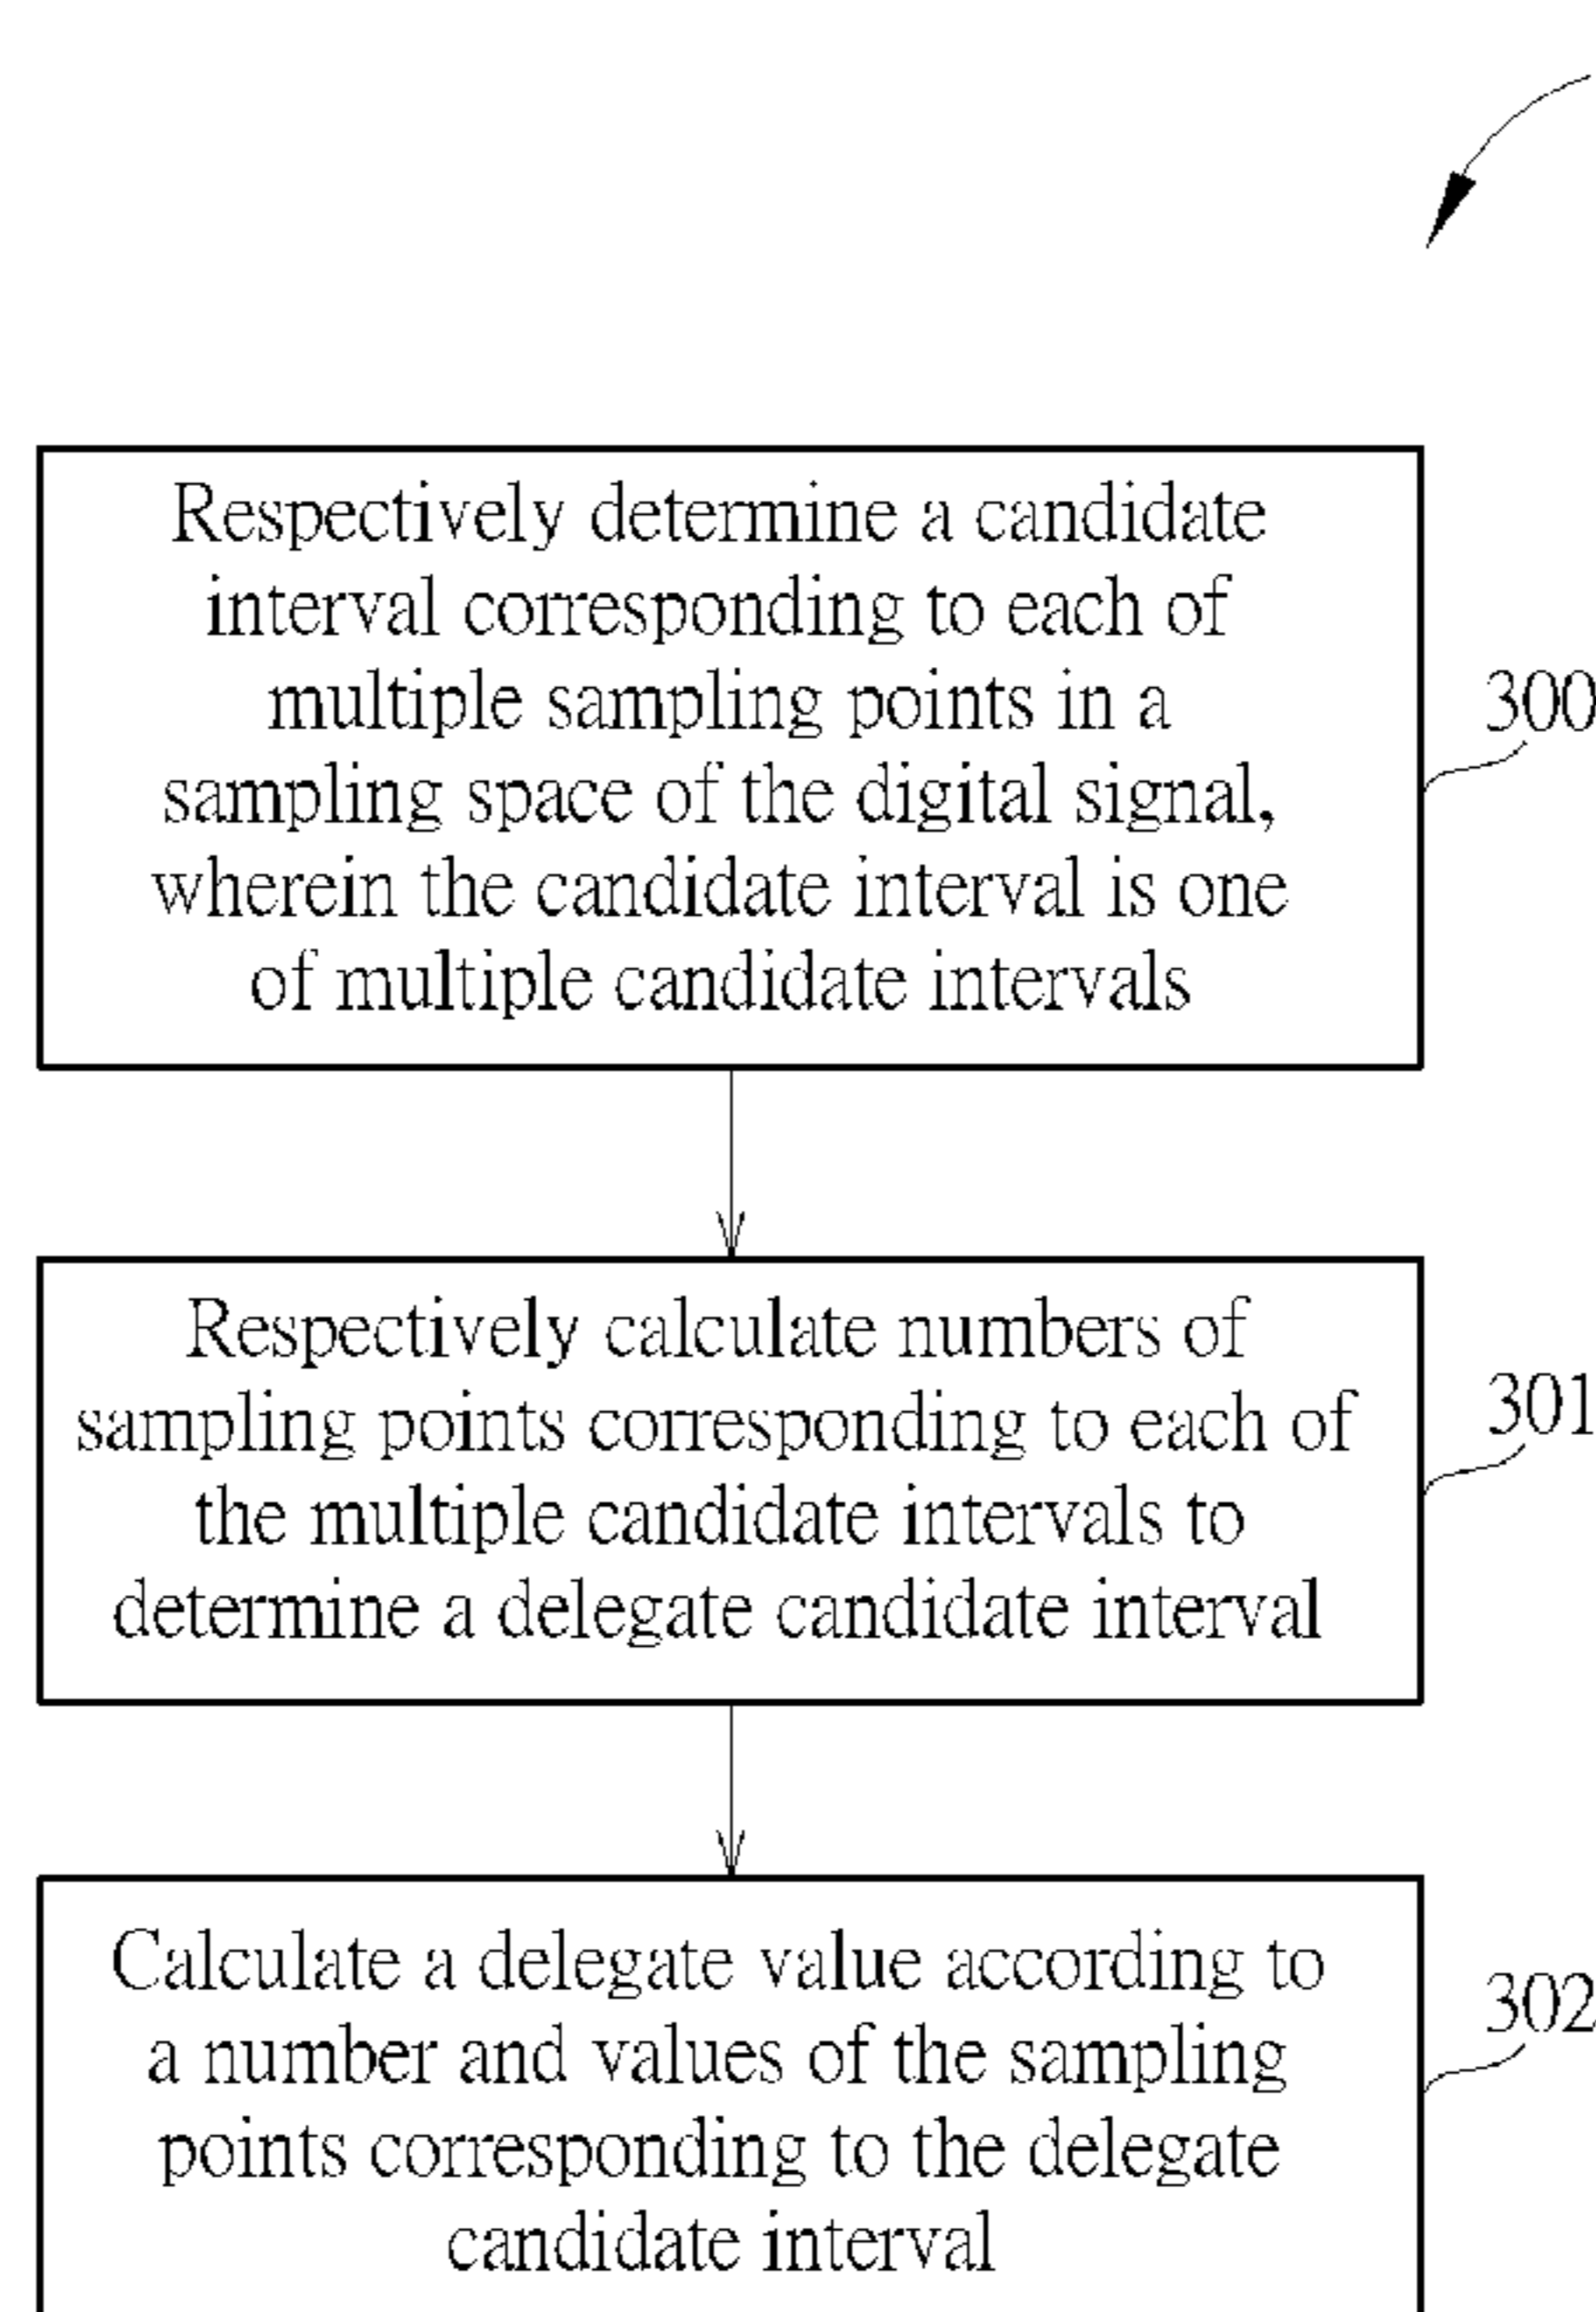 Respectively determine a candidate
interval corresponding to each of
multiple sampling points in a
sampling space of the digital signal,
wherein the candidate interval is one
of multiple candidate intervals
300
Respectively calculate numbers of
sampling points corresponding to each of
the multiple candidate intervals to
determine a delegate candidate interval
301
Calculate a delegate value according to
a number and values of the sampling
points corresponding to the delegate
candidate interval
302